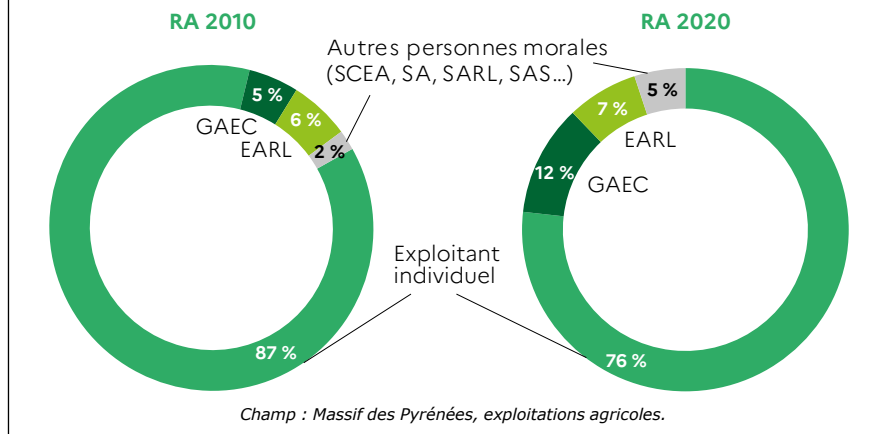 RA 2010
RA 2020
Autres personnes morales
(SCEA, SA, SARL, SAS...)
5 %
GAEC
6 %
EARL
2 %
5 %
7 %
EARL
12 %
GAEC
Exploitant
individuel
87 %
76 %
Champ : Massif des Pyrénées, exploitations agricoles.